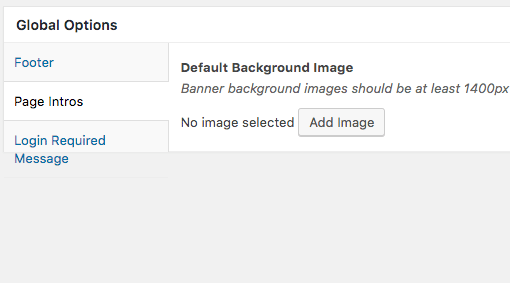 Global Options
Footer
Page Intros
Login Required
Message
Default Background Image
Banner background images should be at least 1400px
No image selected Add Image